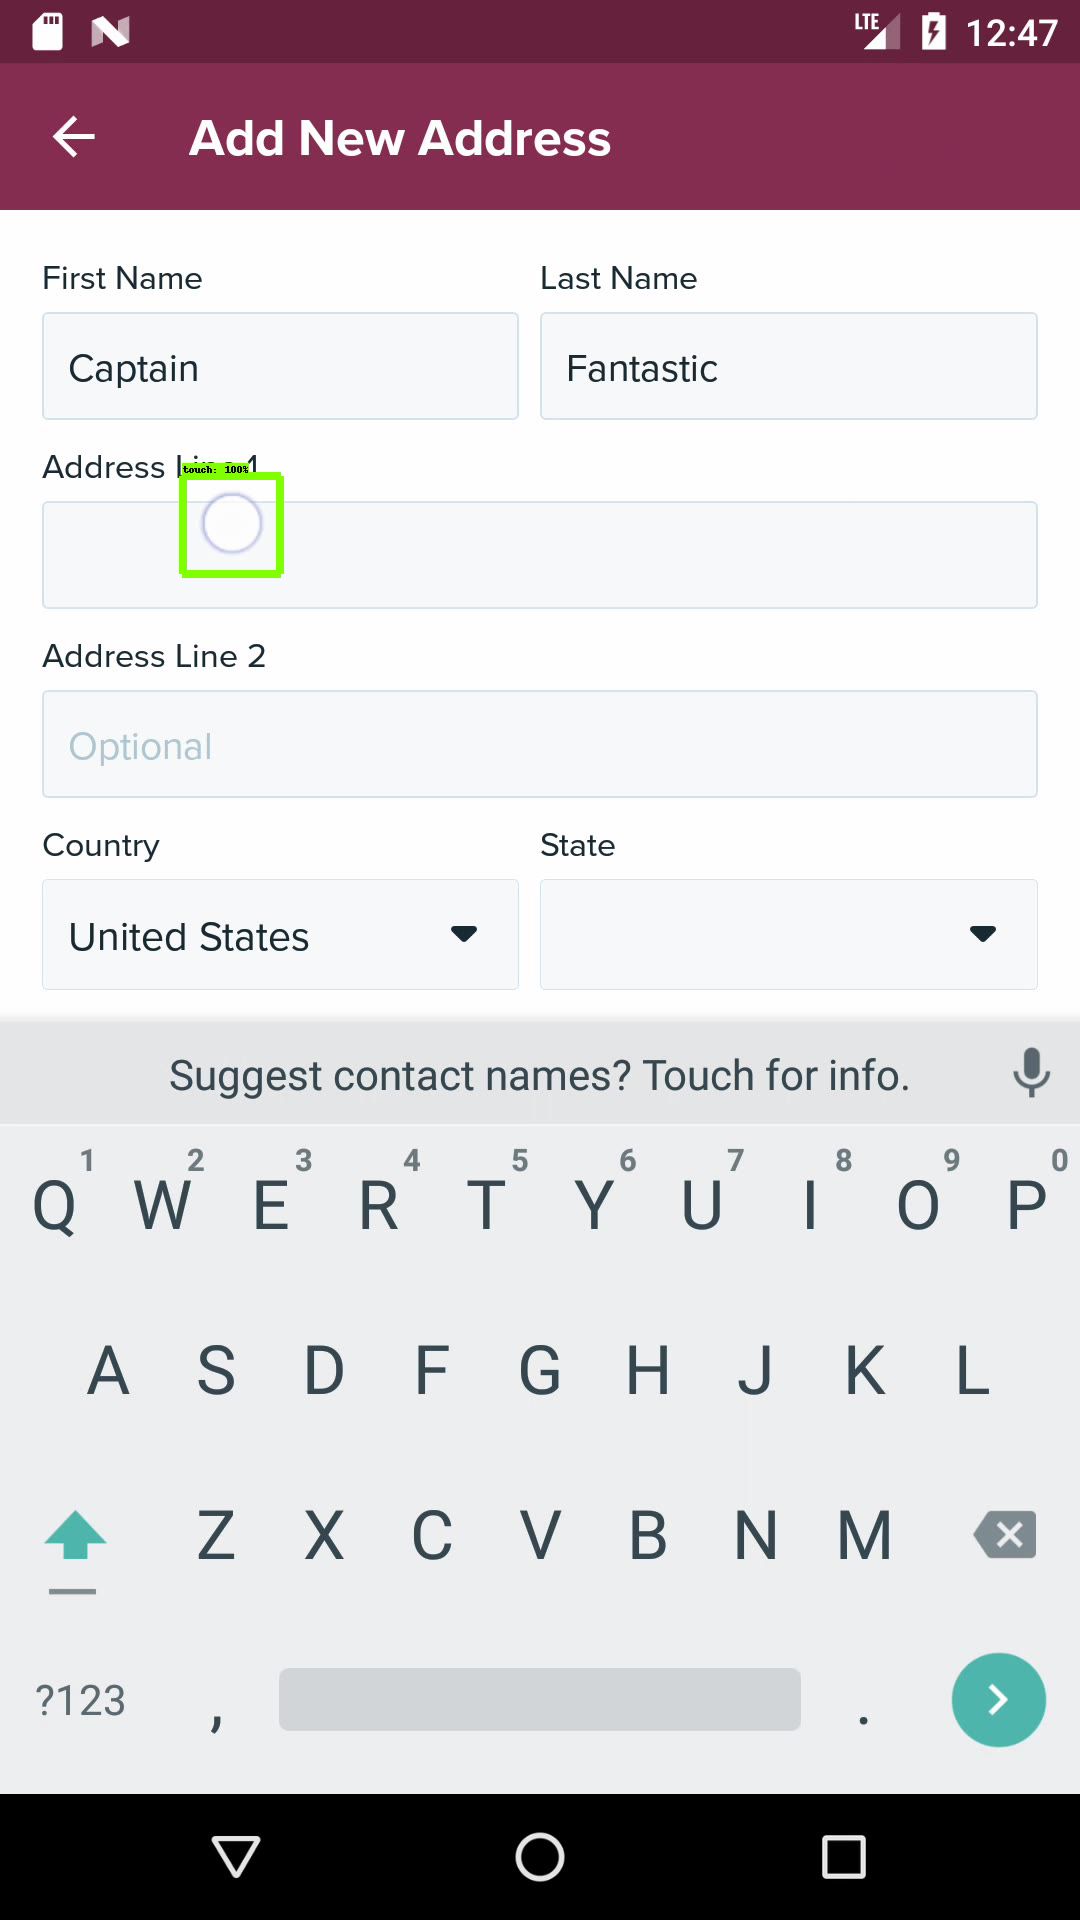 LTE 12:47
Add New Address
First Name Last Name
Captain Fantastic
Address Line 1
touch: 100%
Address Line 2
Optional
Country State
United States
Suggest contact names? Touch for info.
1 2 3 4 5 6 7 8 9 0
Q W E R T Y U I O P
A S D F G H J K L
Z X C V B N M
?123 , .